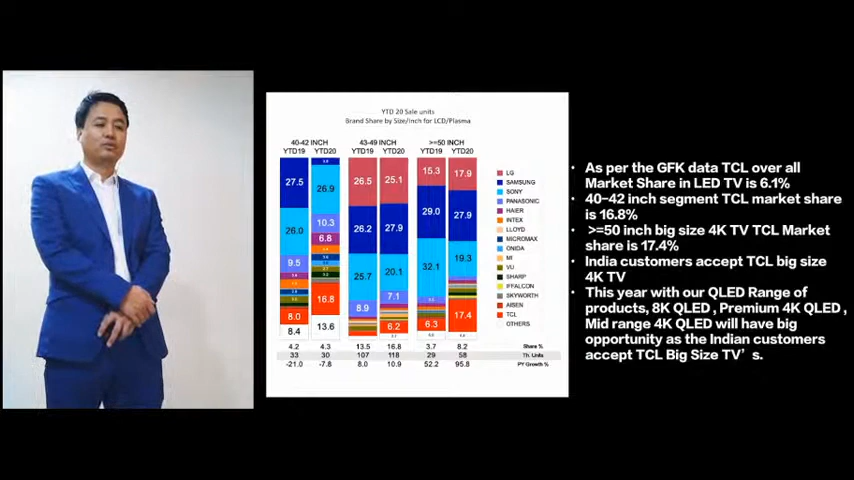 YTD 20 Sale units
Brand Share by Size/Inch for LCD/Plasma
40-42 INCH 43-49 INCH >=50 INCH
YTD19 YTD20 YTD19 YTD20 YTD19 YTD20
27.5
26.0
9.5
8.0
8.4
26.9
10.3
6.8
16.8
13.6
26.5
26.2
25.7
8.9
25.1
27.9
20.1
7.1
6.2
15.3
29.0
32.1
6.3
17.9
27.9
19.3
17.4
LG
SAMSUNG
SONY
PANASONIC
HAIER
INTEX
LLOYD
MICROMAX
ONIDA
MI
VU
SHARP
IFFALCON
SKYWORTH
AISEN
TCL
OTHERS
4.2 4.3 13.5 16.8 3.7 8.2 Share %
33 30 107 118 29 58 Th. Units
-21.0 -7.8 8.0 10.9 52.2 95.8 PY Growth %
• As per the GFK data TCL over all
Market Share in LED TV is 6.1%
• 40-42 inch segment TCL market share
is 16.8%
• >=50 inch big size 4K TV TCL Market
share is 17.4%
• India customers accept TCL big size
4K TV
• This year with our QLED Range of
products, 8K QLED, Premium 4K QLED,
Mid range 4K QLED will have big
opportunity as the Indian customers
accept TCL Big Size TV's.